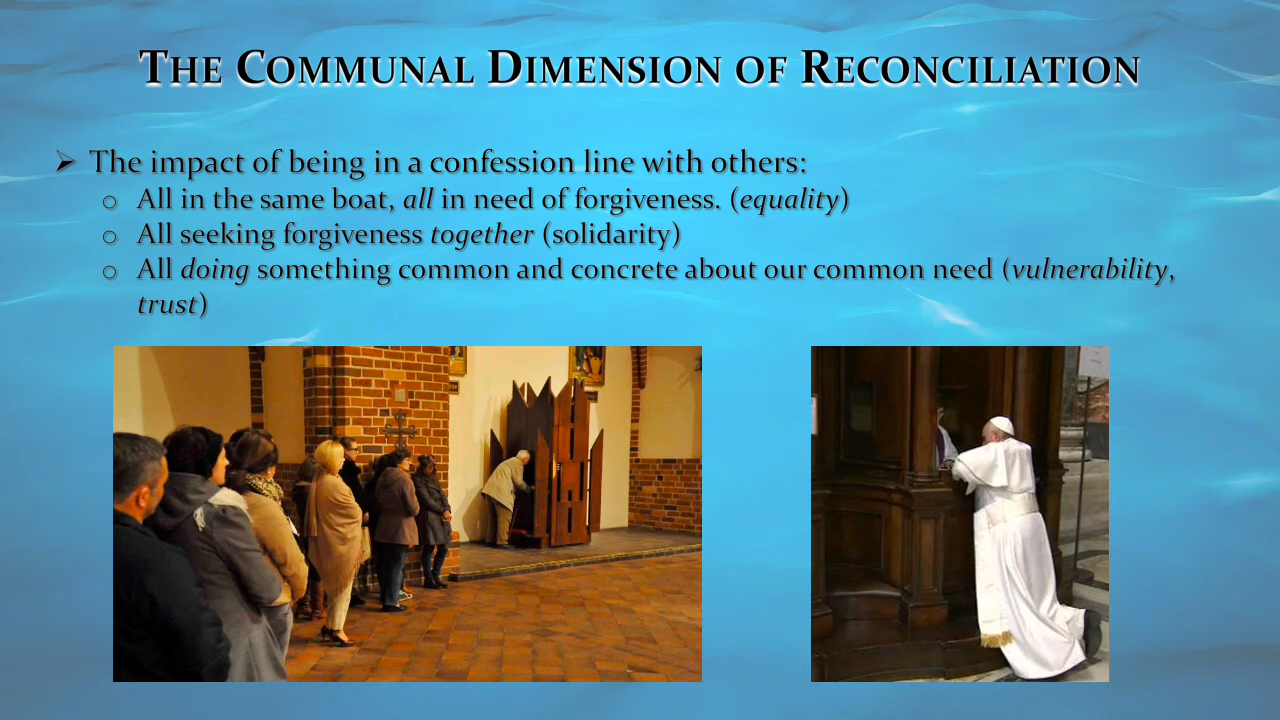 The Communal Dimension of Reconciliation
➢ The impact of being in a confession line with others:
o All in the same boat, all in need of forgiveness. (equality)
o All seeking forgiveness together (solidarity)
o All doing something common and concrete about our common need (vulnerability,
trust)